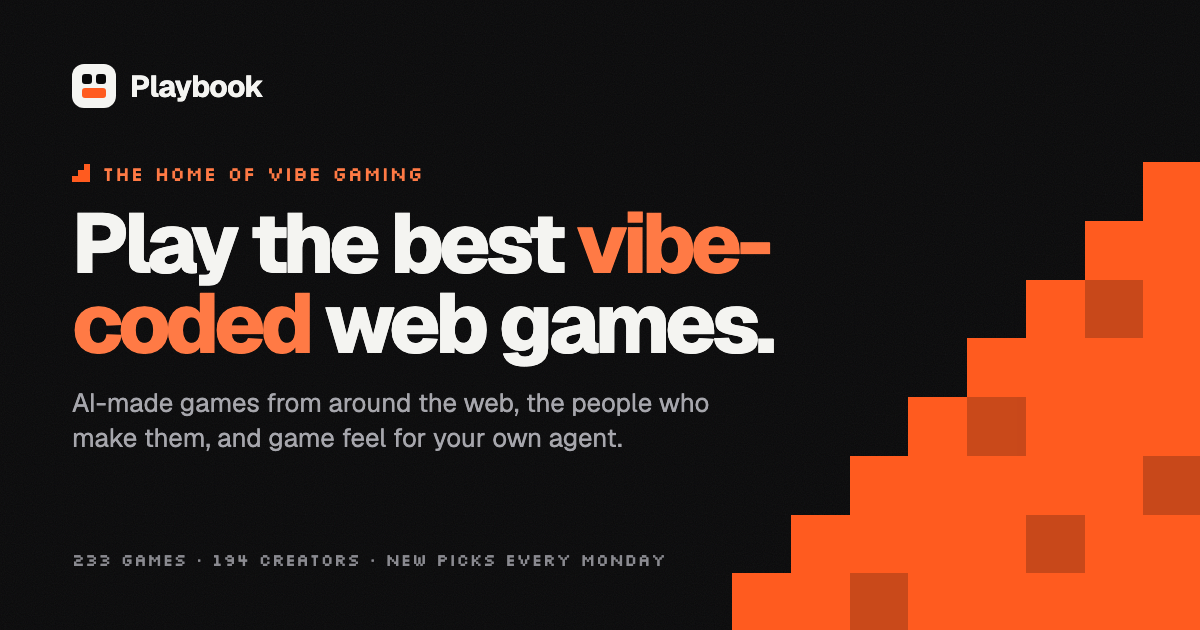 Playbook
THE HOME OF VIBE GAMING
Play the best vibe-
coded web games.
AI-made games from around the web, the people who
make them, and game feel for your own agent.
233 GAMES · 194 CREATORS · NEW PICKS EVERY MONDAY